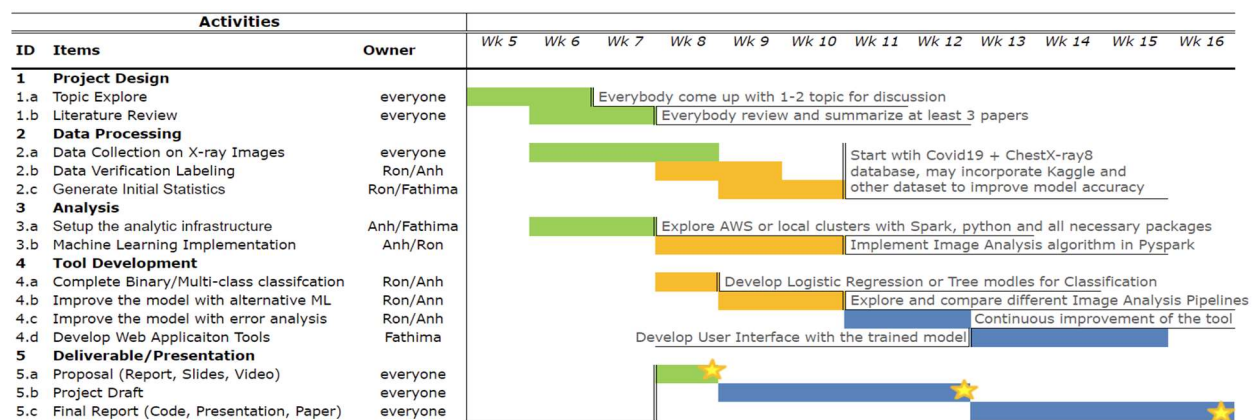 Activities
ID Items Owner Wk 5 Wk 6 Wk 7 Wk 8 Wk 9 Wk 10 Wk 11 Wk 12 Wk 13 Wk 14 Wk 15 Wk 16
1 Project Design
1.a Topic Explore everyone Everybody come up with 1-2 topic for discussion
1.b Literature Review everyone Everybody review and summarize at least 3 papers
2 Data Processing
2.a Data Collection on X-ray Images everyone Start wtih Covid19 + ChestX-ray8
2.b Data Verification Labeling Ron/Anh database, may incorporate Kaggle and
2.c Generate Initial Statistics Ron/Fathima other dataset to improve model accuracy
3 Analysis
3.a Setup the analytic infrastructure Anh/Fathima Explore AWS or local clusters with Spark, python and all necessary packages
3.b Machine Learning Implementation Anh/Ron Implement Image Analysis algorithm in Pyspark
4 Tool Development
4.a Complete Binary/Multi-class classifcation Ron/Anh Develop Logistic Regression or Tree modles for Classification
4.b Improve the model with alternative ML Ron/Ann Explore and compare different Image Analysis Pipelines
4.c Improve the model with error analysis Ron/Anh Continuous improvement of the tool
4.d Develop Web Applicaiton Tools Fathima Develop User Interface with the trained model
5 Deliverable/Presentation
5.a Proposal (Report, Slides, Video) everyone
5.b Project Draft everyone
5.c Final Report (Code, Presentation, Paper) everyone